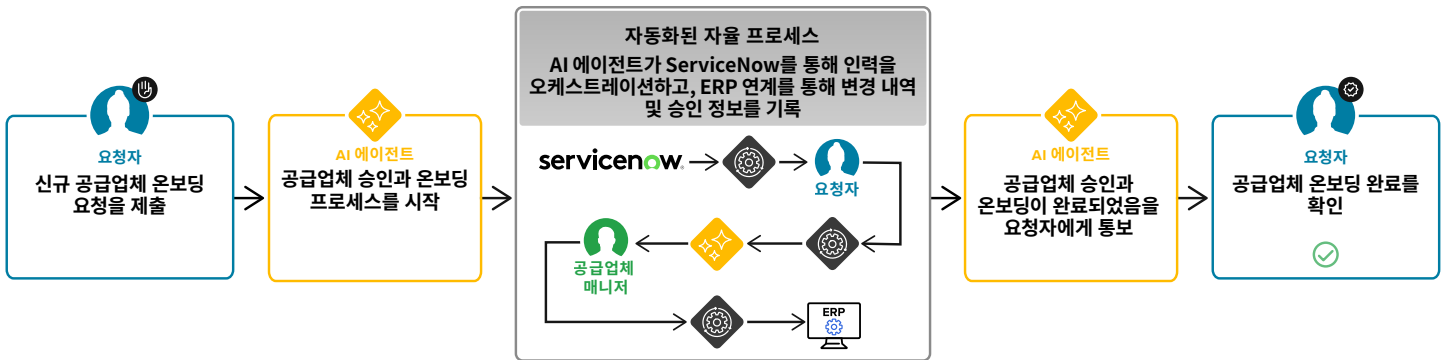 요청자
신규 공급업체 온보딩
요청을 제출
AI 에이전트
공급업체 승인과 온보딩
프로세스를 시작
자동화된 자율 프로세스
AI 에이전트가 ServiceNow를 통해 인력을
오케스트레이션하고, ERP 연계를 통해 변경 내역
및 승인 정보를 기록
servicenow
요청자
공급업체
매니저
ERP
AI 에이전트
공급업체 승인과
온보딩이 완료되었음을
요청자에게 통보
요청자
공급업체 온보딩 완료를
확인